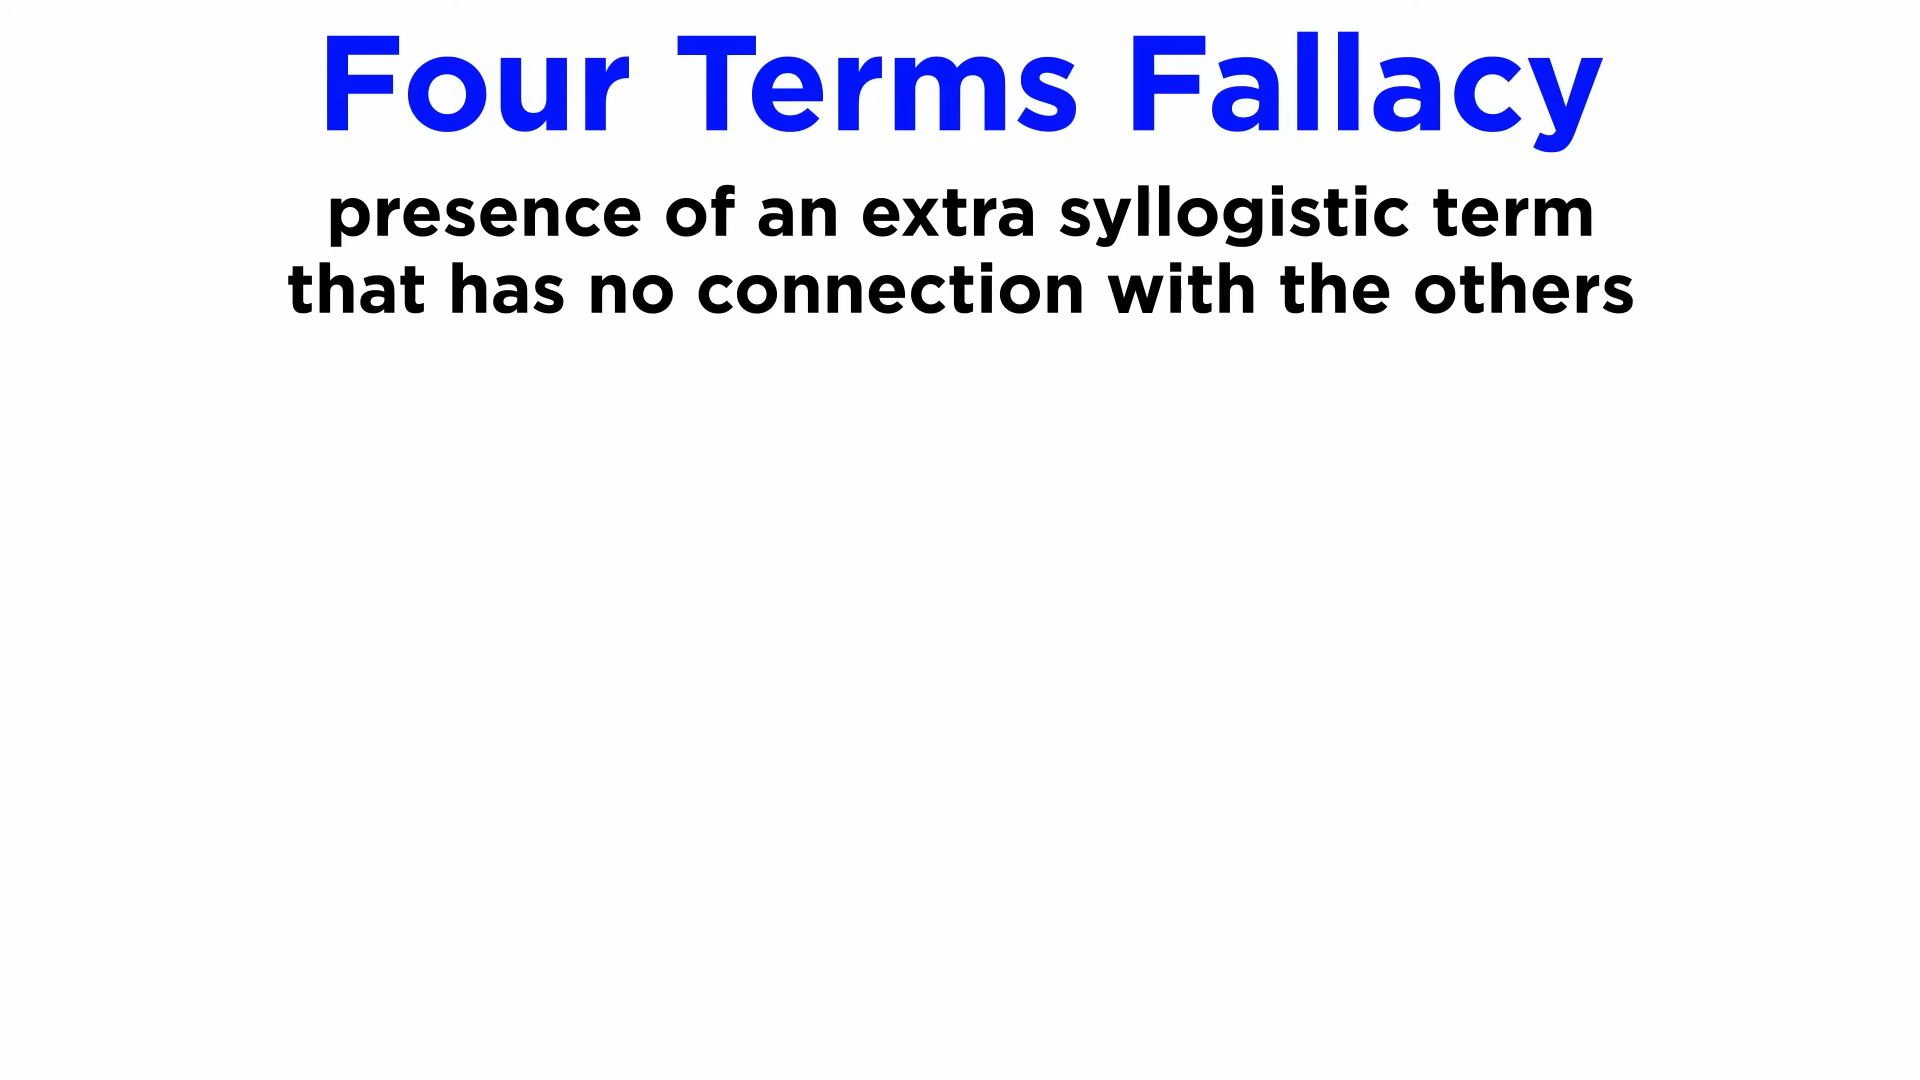 Four Terms Fallacy
presence of an extra syllogistic term
that has no connection with the others